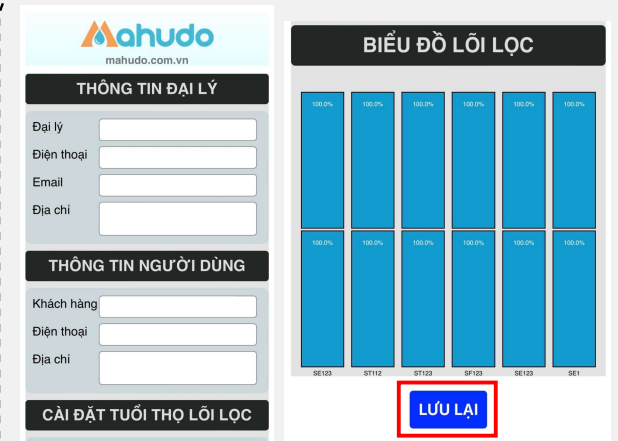 Mahudo
mahudo.com.vn
THÔNG TIN ĐẠI LÝ
Đại lý
Điện thoại
Email
Địa chỉ
THÔNG TIN NGƯỜI DÙNG
Khách hàng
Điện thoại
Địa chỉ
CÀI ĐẶT TUỔI THỌ LÕI LỌC
BIỂU ĐỒ LÕI LỌC
100.0% 100.0% 100.0% 100.0% 100.0% 100.0%
100.0% 100.0% 100.0% 100.0% 100.0% 100.0%
SE123 ST112 ST123 SF123 SE123 SE1
LƯU LẠI